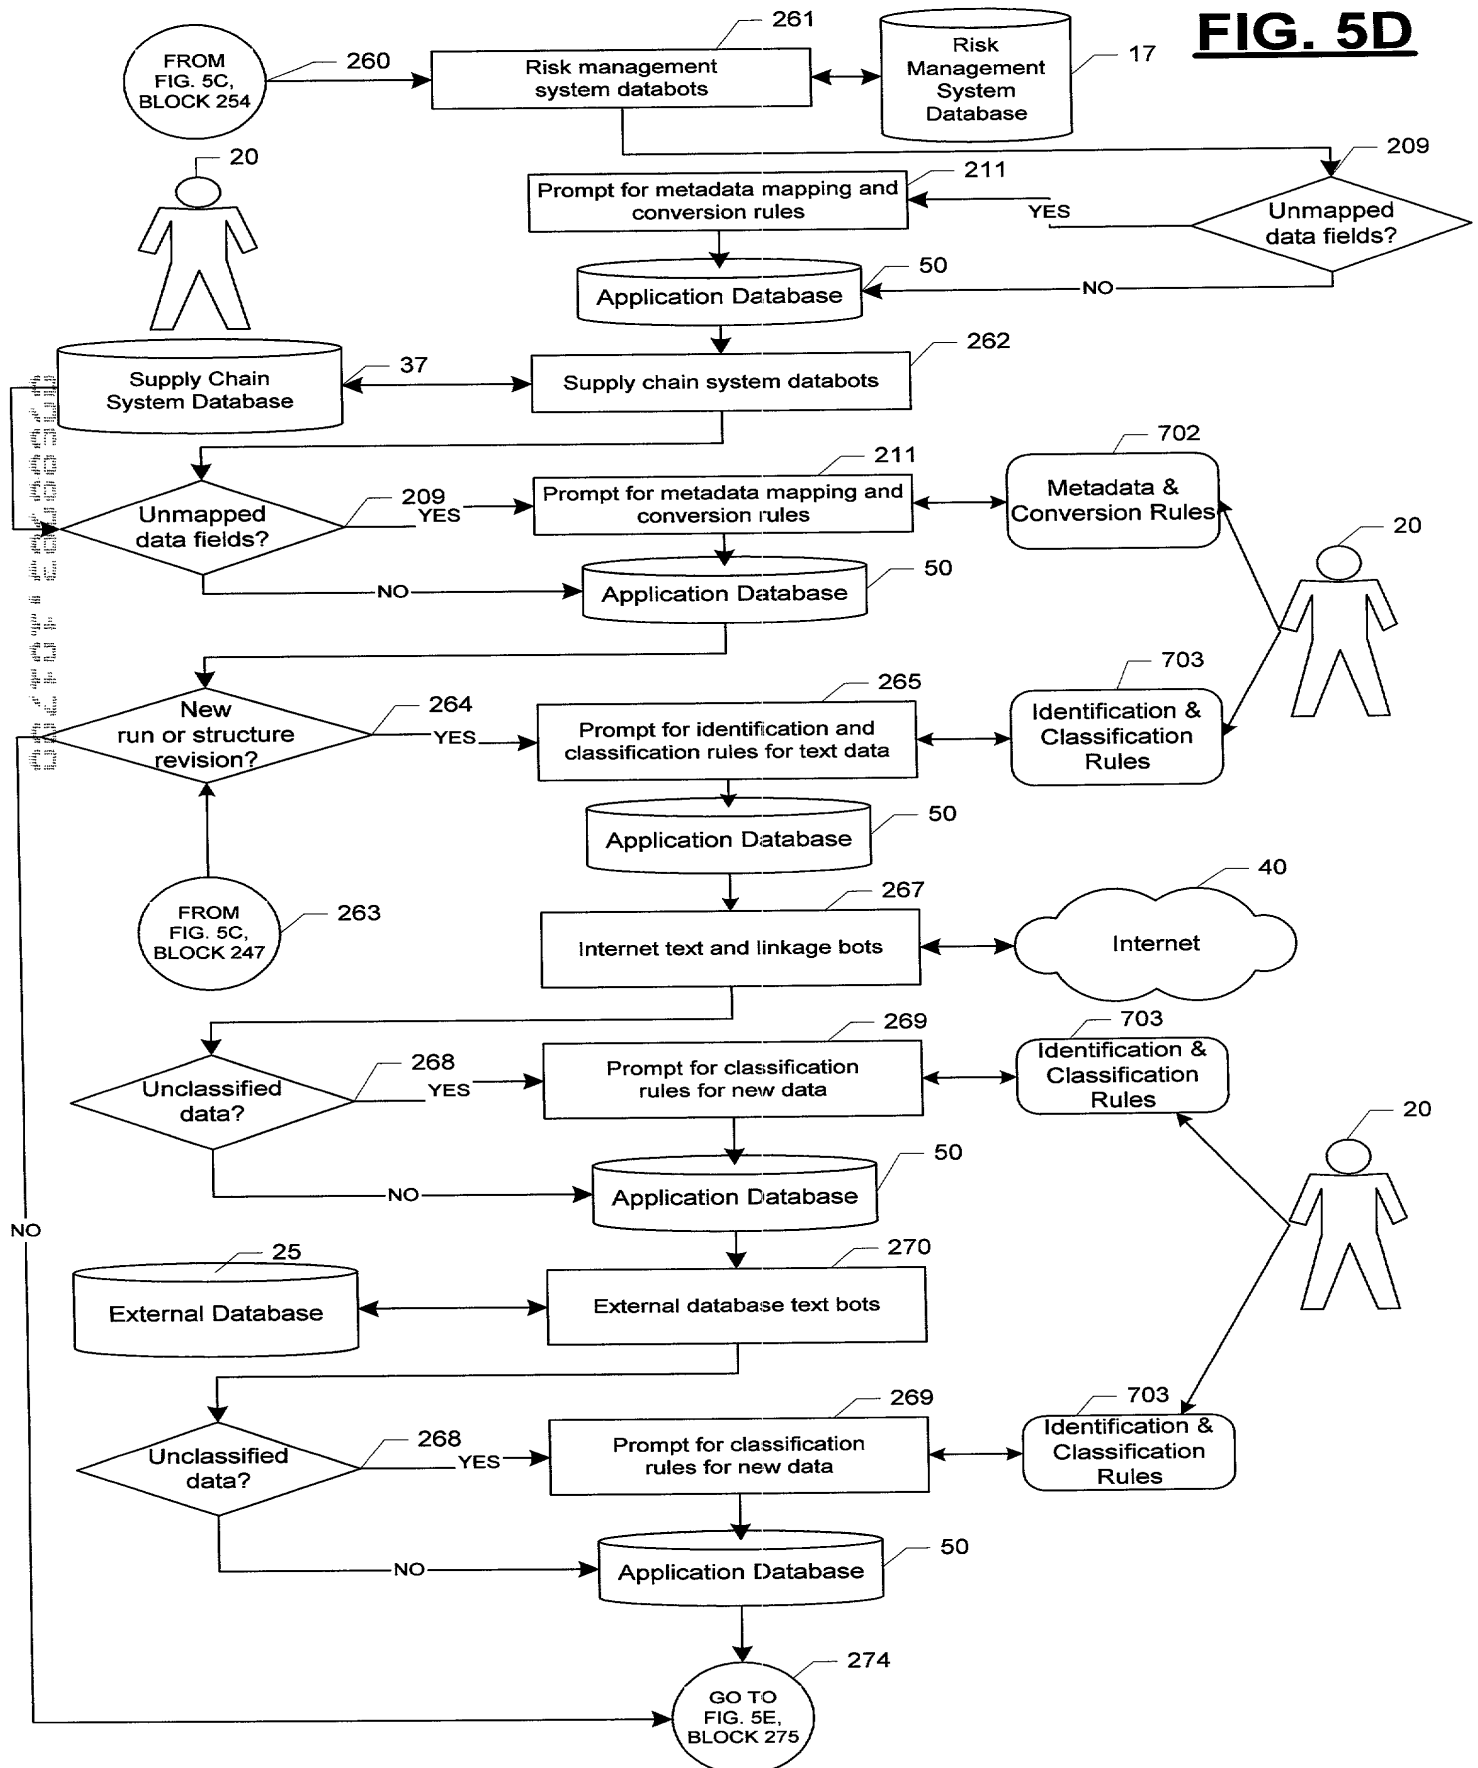 FIG. 5D
261
FROM
FIG. 5C,
BLOCK 254
260
Risk management
system databots
Risk
Management
System
Database
17
20
209
211
Prompt for metadata mapping and
conversion rules
YES
Unmapped
data fields?
50
Application Database
NO
262
37
Supply Chain
System Database
Supply chain system databots
702
211
209
YES
Unmapped
data fields?
Prompt for metadata mapping and
conversion rules
Metadata &
Conversion Rules
20
50
NO
Application Database
703
265
264
New
run or structure
revision?
YES
Prompt for identification and
classification rules for text data
Identification &
Classification
Rules
50
Application Database
40
267
263
FROM
FIG. 5C,
BLOCK 247
Internet text and linkage bots
Internet
269
703
268
Unclassified
data?
YES
Prompt for classification
rules for new data
Identification &
Classification
Rules
20
50
NO
Application Database
NO
270
25
External Database
External database text bots
269
703
268
Unclassified
data?
YES
Prompt for classification
rules for new data
Identification &
Classification
Rules
50
NO
Application Database
274
GO TO
FIG. 5E,
BLOCK 275